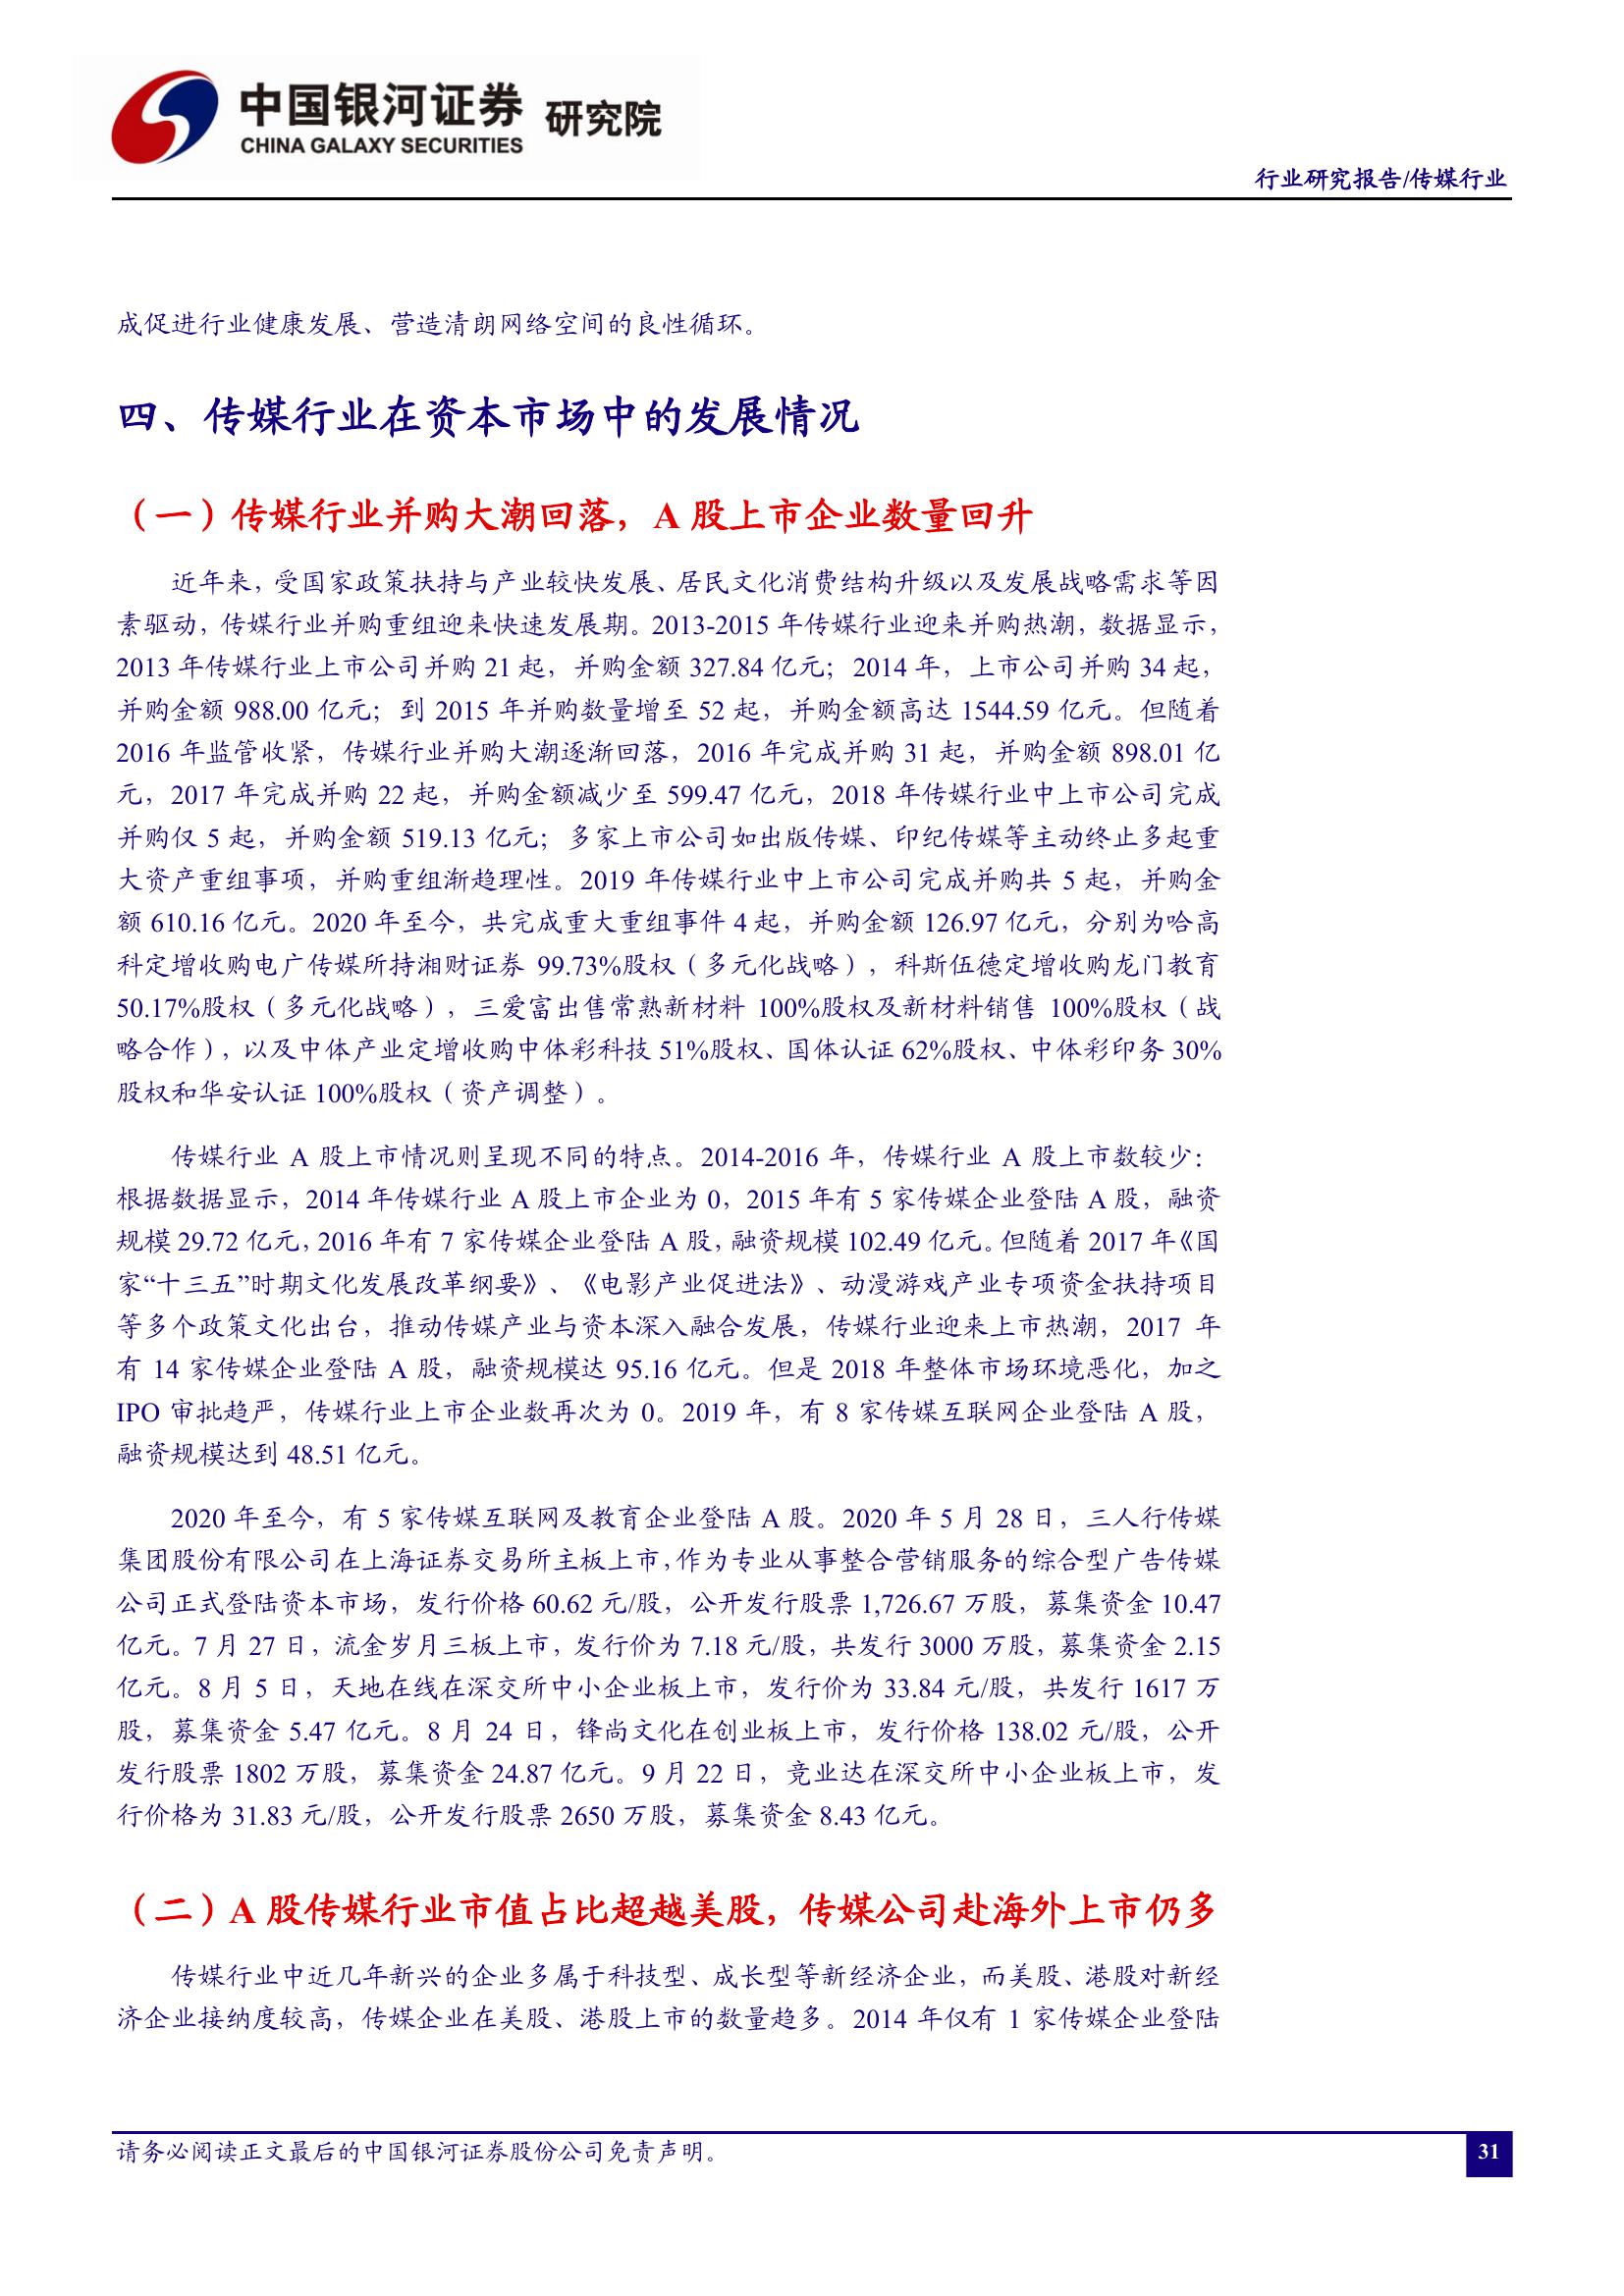 中国银河证券 研究院
CHINA GALAXY SECURITIES
行业研究报告/传媒行业
成促进行业健康发展、营造清朗网络空间的良性循环。
四、传媒行业在资本市场中的发展情况
（一）传媒行业并购大潮回落，A 股上市企业数量回升
近年来，受国家政策扶持与产业较快发展、居民文化消费结构升级以及发展战略需求等因
素驱动，传媒行业并购重组迎来快速发展期。2013-2015 年传媒行业迎来并购热潮，数据显示，
2013 年传媒行业上市公司并购 21 起，并购金额 327.84 亿元；2014 年，上市公司并购 34 起，
并购金额 988.00 亿元；到 2015 年并购数量增至 52 起，并购金额高达 1544.59 亿元。但随着
2016 年监管收紧，传媒行业并购大潮逐渐回落，2016 年完成并购 31 起，并购金额 898.01 亿
元，2017 年完成并购 22 起，并购金额减少至 599.47 亿元，2018 年传媒行业中上市公司完成
并购仅 5 起，并购金额 519.13 亿元；多家上市公司如出版传媒、印纪传媒等主动终止多起重
大资产重组事项，并购重组渐趋理性。2019 年传媒行业中上市公司完成并购共 5 起，并购金
额 610.16 亿元。2020 年至今，共完成重大重组事件 4 起，并购金额 126.97 亿元，分别为哈高
科定增收购电广传媒所持湘财证券 99.73%股权（多元化战略），科斯伍德定增收购龙门教育
50.17%股权（多元化战略），三爱富出售常熟新材料 100%股权及新材料销售 100%股权（战
略合作），以及中体产业定增收购中体彩科技 51%股权、国体认证 62%股权、中体彩印务 30%
股权和华安认证 100%股权（资产调整）。
传媒行业 A 股上市情况则呈现不同的特点。2014-2016 年，传媒行业 A 股上市数较少：
根据数据显示，2014 年传媒行业 A 股上市企业为 0，2015 年有 5 家传媒企业登陆 A 股，融资
规模 29.72 亿元，2016 年有 7 家传媒企业登陆 A 股，融资规模 102.49 亿元。但随着 2017 年《国
家“十三五”时期文化发展改革纲要》、《电影产业促进法》、动漫游戏产业专项资金扶持项目
等多个政策文化出台，推动传媒产业与资本深入融合发展，传媒行业迎来上市热潮，2017 年
有 14 家传媒企业登陆 A 股，融资规模达 95.16 亿元。但是 2018 年整体市场环境恶化，加之
IPO 审批趋严，传媒行业上市企业数再次为 0。2019 年，有 8 家传媒互联网企业登陆 A 股，
融资规模达到 48.51 亿元。
2020 年至今，有 5 家传媒互联网及教育企业登陆 A 股。2020 年 5 月 28 日，三人行传媒
集团股份有限公司在上海证券交易所主板上市，作为专业从事整合营销服务的综合型广告传媒
公司正式登陆资本市场，发行价格 60.62 元/股，公开发行股票 1,726.67 万股，募集资金 10.47
亿元。7 月 27 日，流金岁月三板上市，发行价为 7.18 元/股，共发行 3000 万股，募集资金 2.15
亿元。8 月 5 日，天地在线在深交所中小企业板上市，发行价为 33.84 元/股，共发行 1617 万
股，募集资金 5.47 亿元。8 月 24 日，锋尚文化在创业板上市，发行价格 138.02 元/股，公开
发行股票 1802 万股，募集资金 24.87 亿元。9 月 22 日，竞业达在深交所中小企业板上市，发
行价格为 31.83 元/股，公开发行股票 2650 万股，募集资金 8.43 亿元。
（二）A 股传媒行业市值占比超越美股，传媒公司赴海外上市仍多
传媒行业中近几年新兴的企业多属于科技型、成长型等新经济企业，而美股、港股对新经
济企业接纳度较高，传媒企业在美股、港股上市的数量趋多。2014 年仅有 1 家传媒企业登陆
请务必阅读正文最后的中国银河证券股份公司免责声明。
31